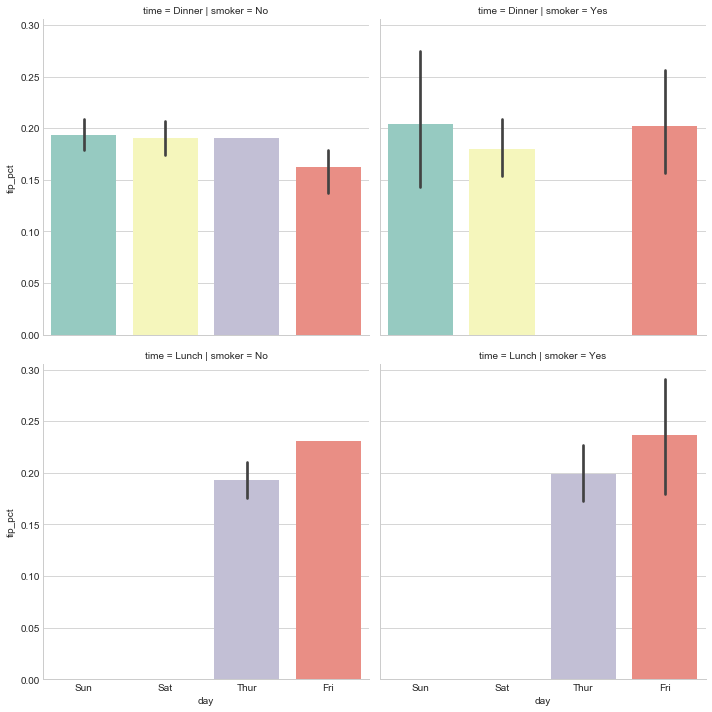 time = Dinner | smoker = No
time = Dinner | smoker = Yes
0.30
0.25
0.20
0.15
0.10
0.05
0.00
tip_pct
time = Lunch | smoker = No
time = Lunch | smoker = Yes
0.30
0.25
0.20
0.15
0.10
0.05
0.00
tip_pct
Sun Sat Thur Fri
Sun Sat Thur Fri
day
day